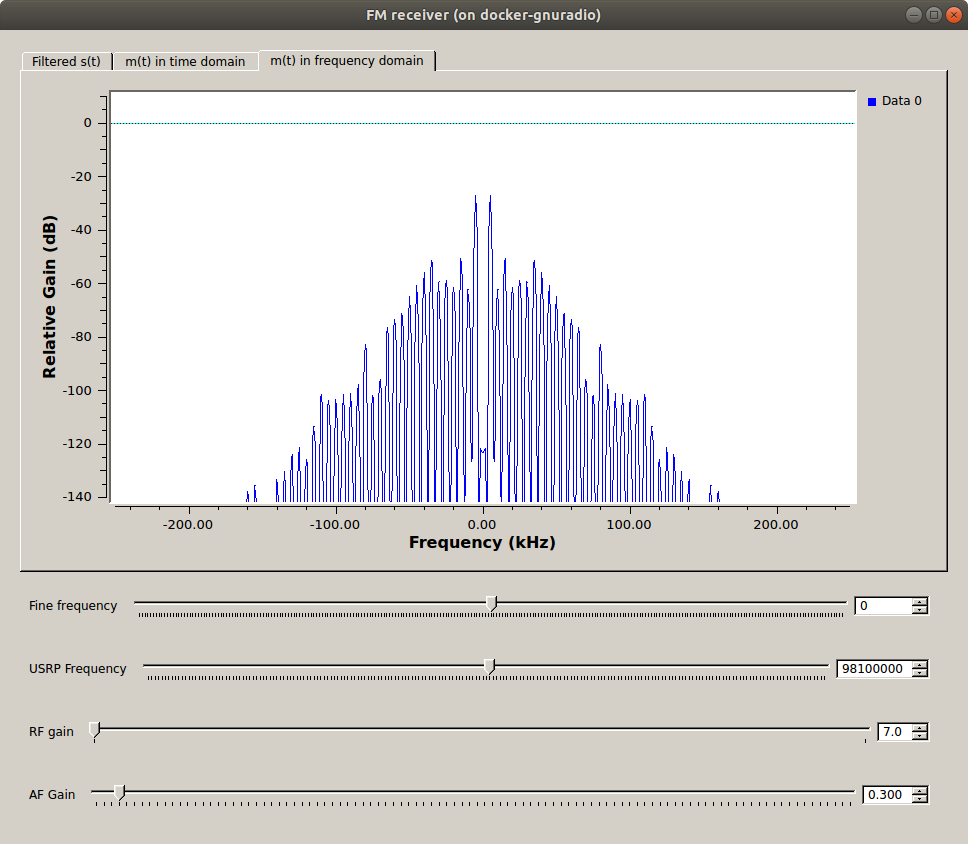 FM receiver (on docker-gnuradio)
Filtered s(t) m(t) in time domain m(t) in frequency domain
Data 0
0
-20
-40
-60
-80
-100
-120
-140
Relative Gain (dB)
-200.00 -100.00 0.00 100.00 200.00
Frequency (kHz)
Fine frequency 0
USRP Frequency 98100000
RF gain 7.0
AF Gain 0.300